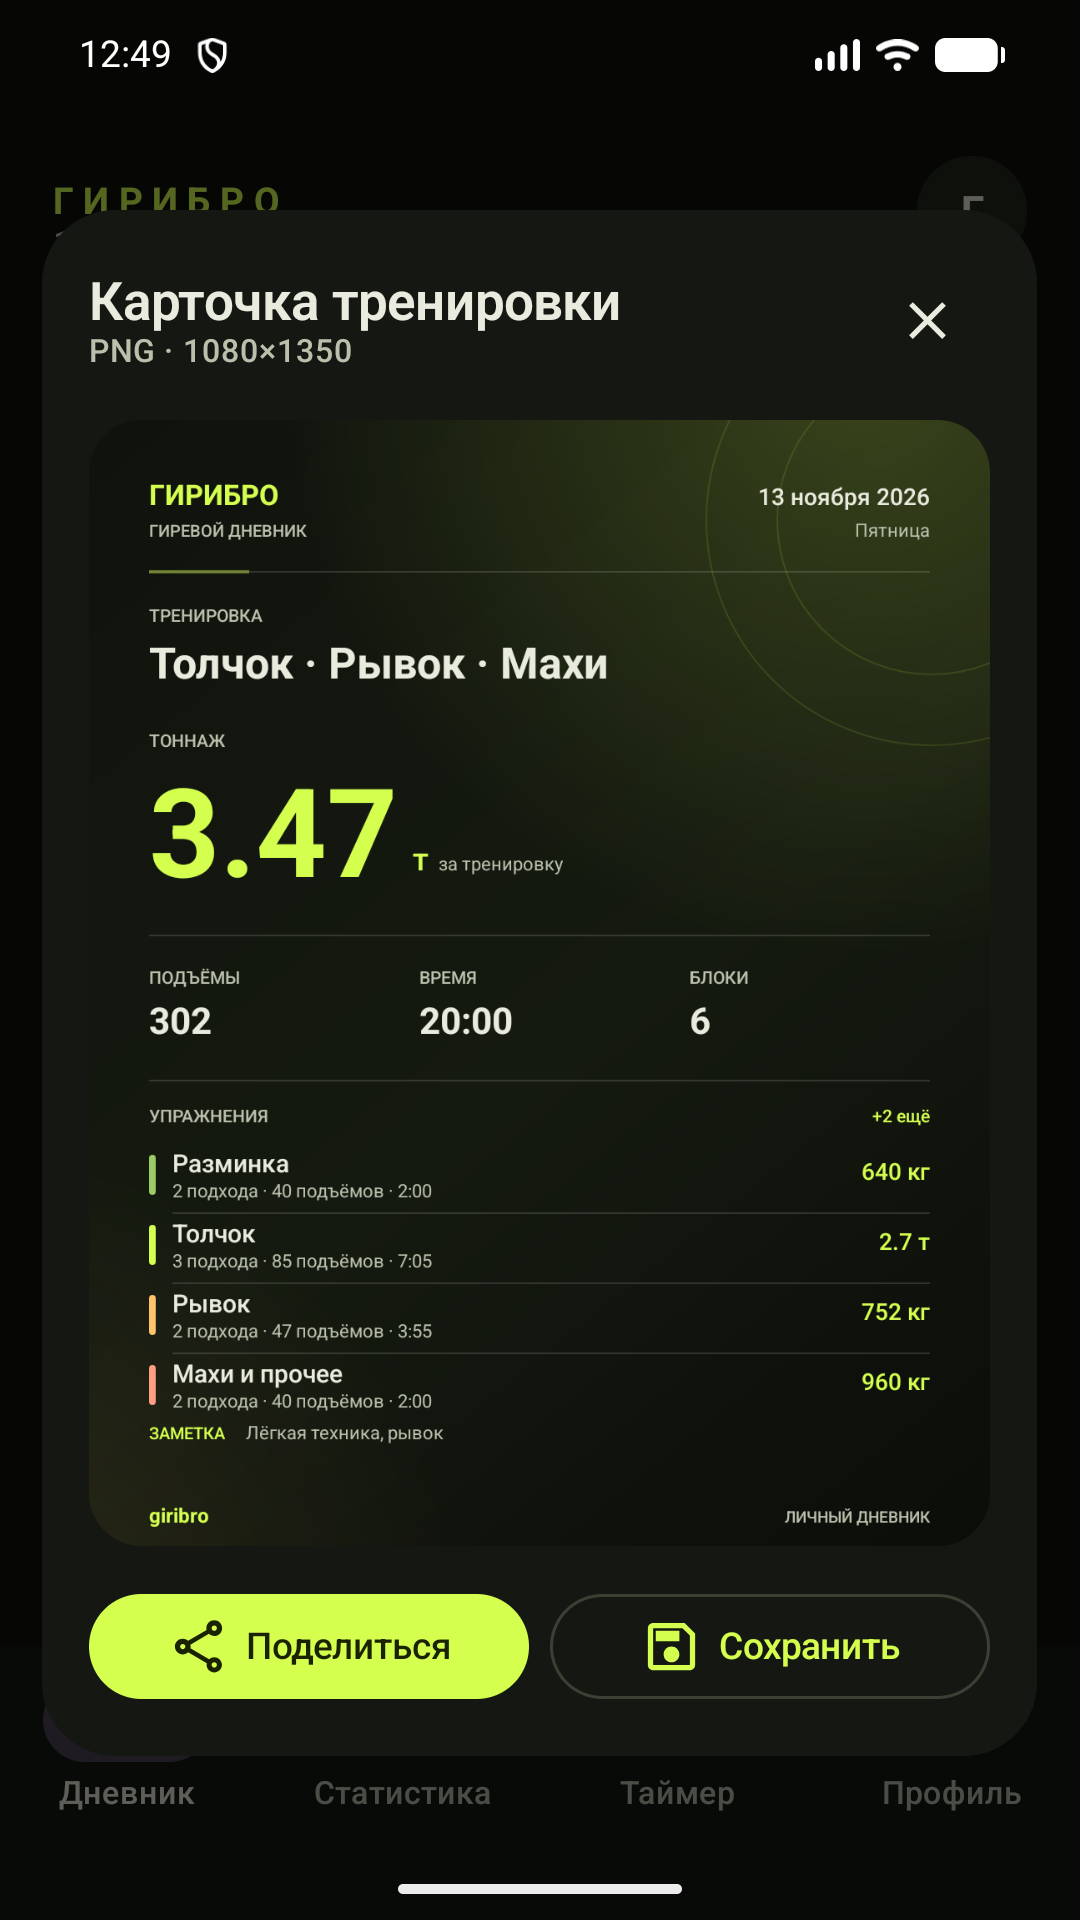 12:49
ГИРИБРО
Карточка тренировки
PNG · 1080×1350
ГИРИБРО
13 ноября 2026
ГИРЕВОЙ ДНЕВНИК
Пятница
ТРЕНИРОВКА
Толчок · Рывок · Махи
ТОННАЖ
3.47 т за тренировку
ПОДЪЁМЫ
ВРЕМЯ
БЛОКИ
302
20:00
6
УПРАЖНЕНИЯ
+2 ещё
Разминка
640 кг
2 подхода · 40 подъёмов · 2:00
Толчок
2.7 т
3 подхода · 85 подъёмов · 7:05
Рывок
752 кг
2 подхода · 47 подъёмов · 3:55
Махи и прочее
960 кг
2 подхода · 40 подъёмов · 2:00
ЗАМЕТКА Лёгкая техника, рывок
giribro
ЛИЧНЫЙ ДНЕВНИК
Поделиться
Сохранить
Дневник
Статистика
Таймер
Профиль